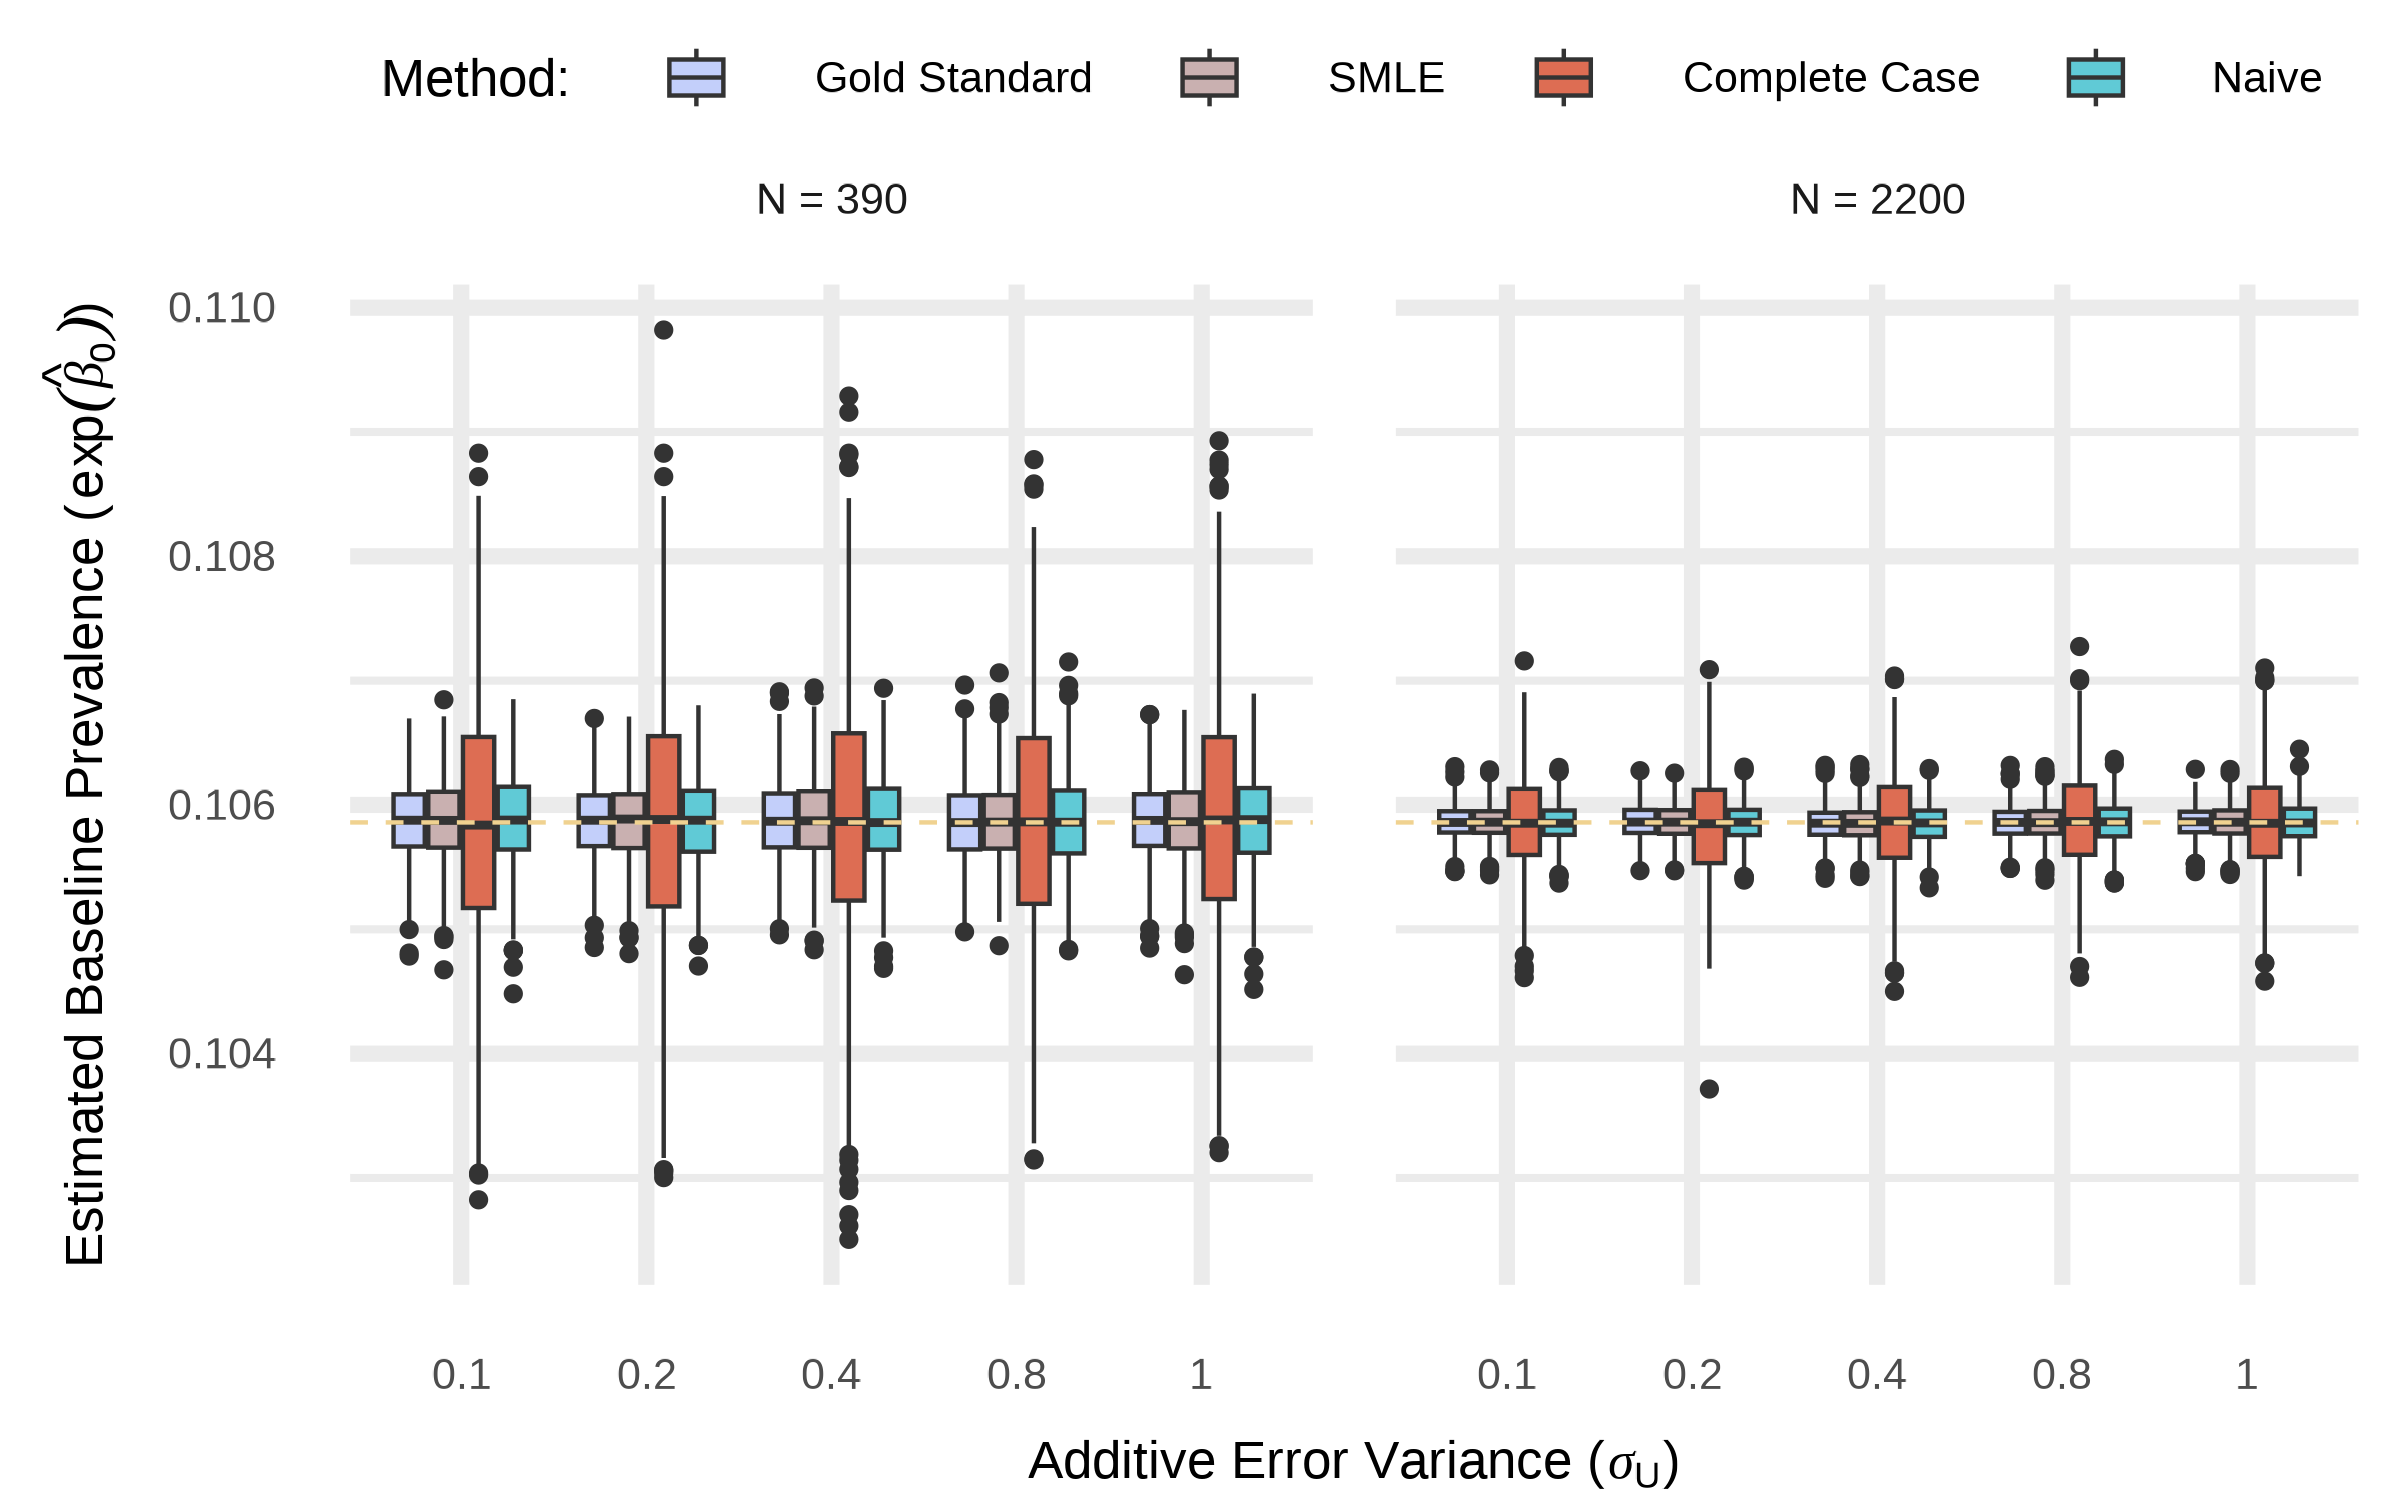 Method: Gold Standard SMLE Complete Case Naive
N = 390 N = 2200
Estimated Baseline Prevalence (exp(β̂₀))
0.110
0.108
0.106
0.104
0.1 0.2 0.4 0.8 1 0.1 0.2 0.4 0.8 1
Additive Error Variance (σ_U)